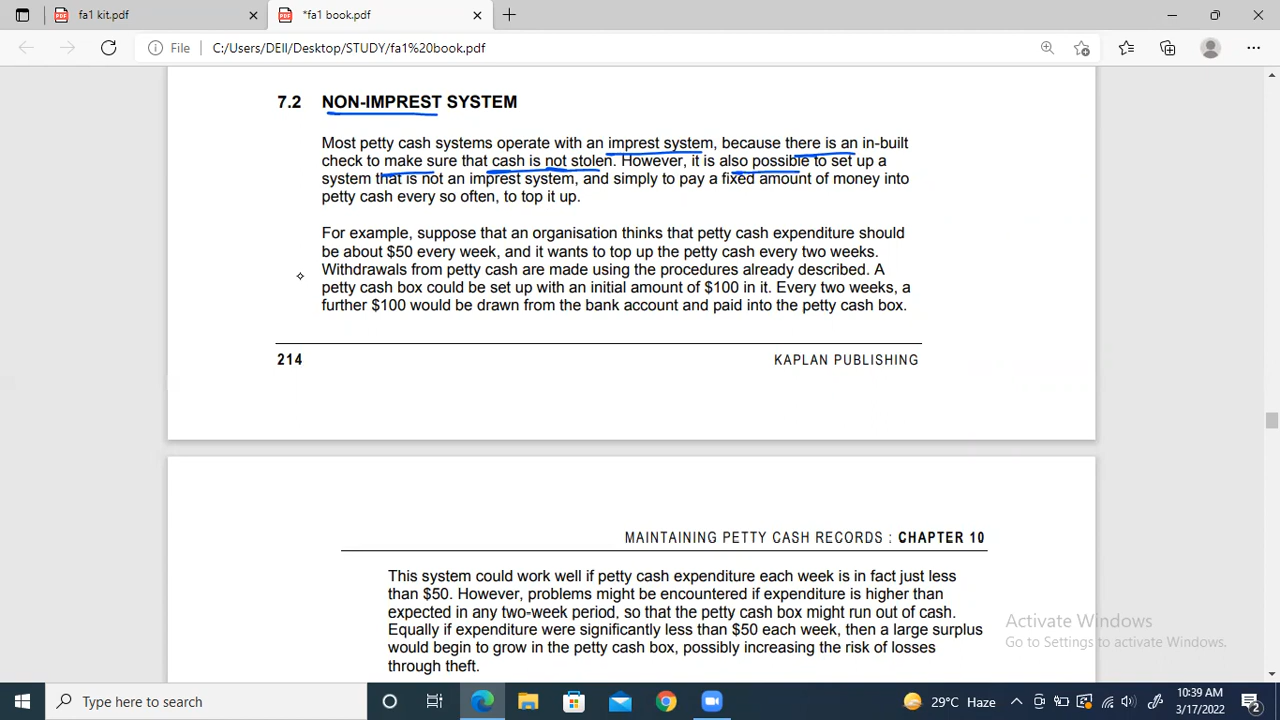 fa1 kit.pdf
*fa1 book.pdf
File
C:/Users/DEll/Desktop/STUDY/fa1%20book.pdf
7.2 NON-IMPREST SYSTEM
Most petty cash systems operate with an imprest system, because there is an in-built
check to make sure that cash is not stolen. However, it is also possible to set up a
system that is not an imprest system, and simply to pay a fixed amount of money into
petty cash every so often, to top it up.
For example, suppose that an organisation thinks that petty cash expenditure should
be about $50 every week, and it wants to top up the petty cash every two weeks.
Withdrawals from petty cash are made using the procedures already described. A
petty cash box could be set up with an initial amount of $100 in it. Every two weeks, a
further $100 would be drawn from the bank account and paid into the petty cash box.
214 KAPLAN PUBLISHING
MAINTAINING PETTY CASH RECORDS : CHAPTER 10
This system could work well if petty cash expenditure each week is in fact just less
than $50. However, problems might be encountered if expenditure is higher than
expected in any two-week period, so that the petty cash box might run out of cash.
Equally if expenditure were significantly less than $50 each week, then a large surplus
would begin to grow in the petty cash box, possibly increasing the risk of losses
through theft.
Activate Windows
Go to Settings to activate Windows.
Type here to search
29°C Haze
10:39 AM
3/17/2022
2